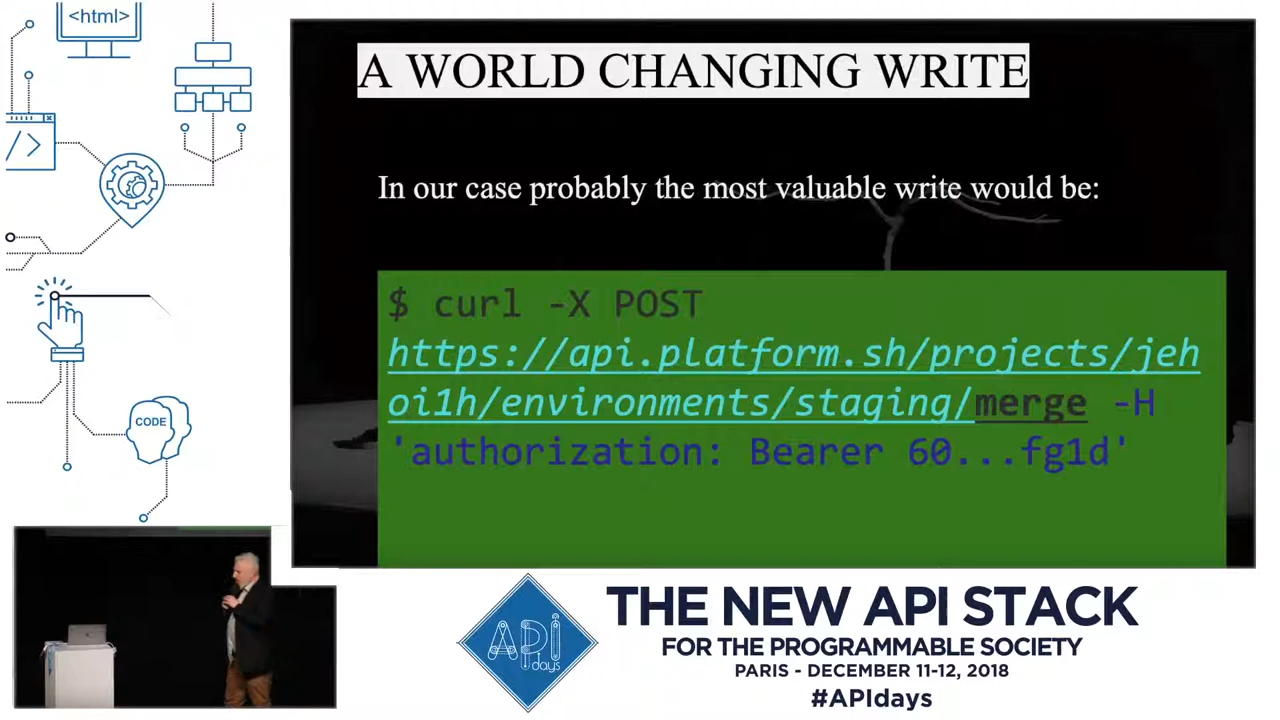 <html>
A WORLD CHANGING WRITE
In our case probably the most valuable write would be:
$ curl -X POST
https://api.platform.sh/projects/jeh
oi1h/environments/staging/merge -H
'authorization: Bearer 60...fg1d'
/>
CODE
API
days
THE NEW API STACK
FOR THE PROGRAMMABLE SOCIETY
PARIS - DECEMBER 11-12, 2018
#APIdays